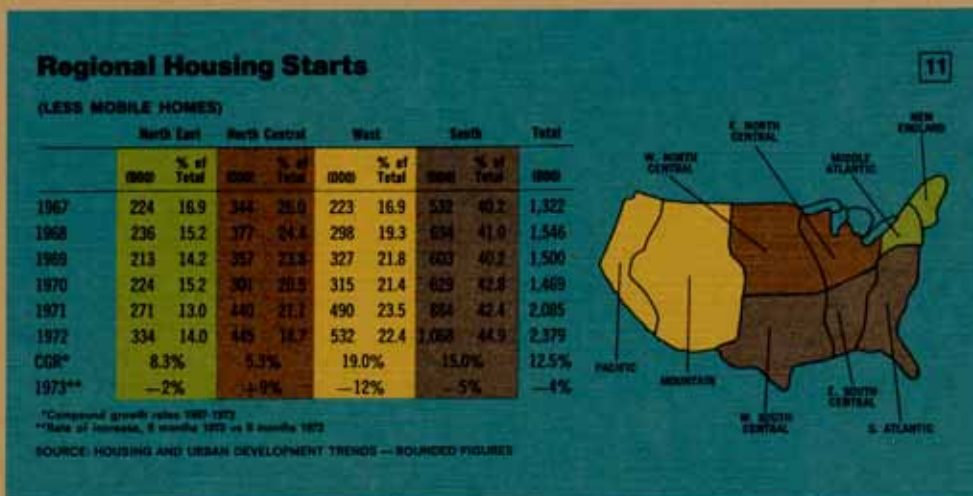 Regional Housing Starts
11
(LESS MOBILE HOMES)
North East North Central West South Total
(000) % of Total (000) % of Total (000) % of Total (000) % of Total (000)
1967 224 16.9 344 26.0 223 16.9 532 40.2 1,322
1968 236 15.2 377 24.4 298 19.3 634 41.0 1,546
1969 213 14.2 357 23.8 327 21.8 603 40.2 1,500
1970 224 15.2 301 20.5 315 21.4 629 42.8 1,469
1971 271 13.0 440 21.1 490 23.5 884 42.4 2,085
1972 334 14.0 445 18.7 532 22.4 1,068 44.9 2,379
CGR* 8.3% 5.3% 19.0% 15.0% 12.5%
1973** —2% +9% —12% 5% —4%
*Compound growth rates 1967-1972
**Rate of increase, months 1973 vs months 1972
SOURCE: HOUSING AND URBAN DEVELOPMENT TRENDS — ROUNDED FIGURES
NEW ENGLAND
E. NORTH CENTRAL
W. NORTH CENTRAL
MIDDLE ATLANTIC
PACIFIC
MOUNTAIN
W. SOUTH CENTRAL
E. SOUTH CENTRAL
S. ATLANTIC